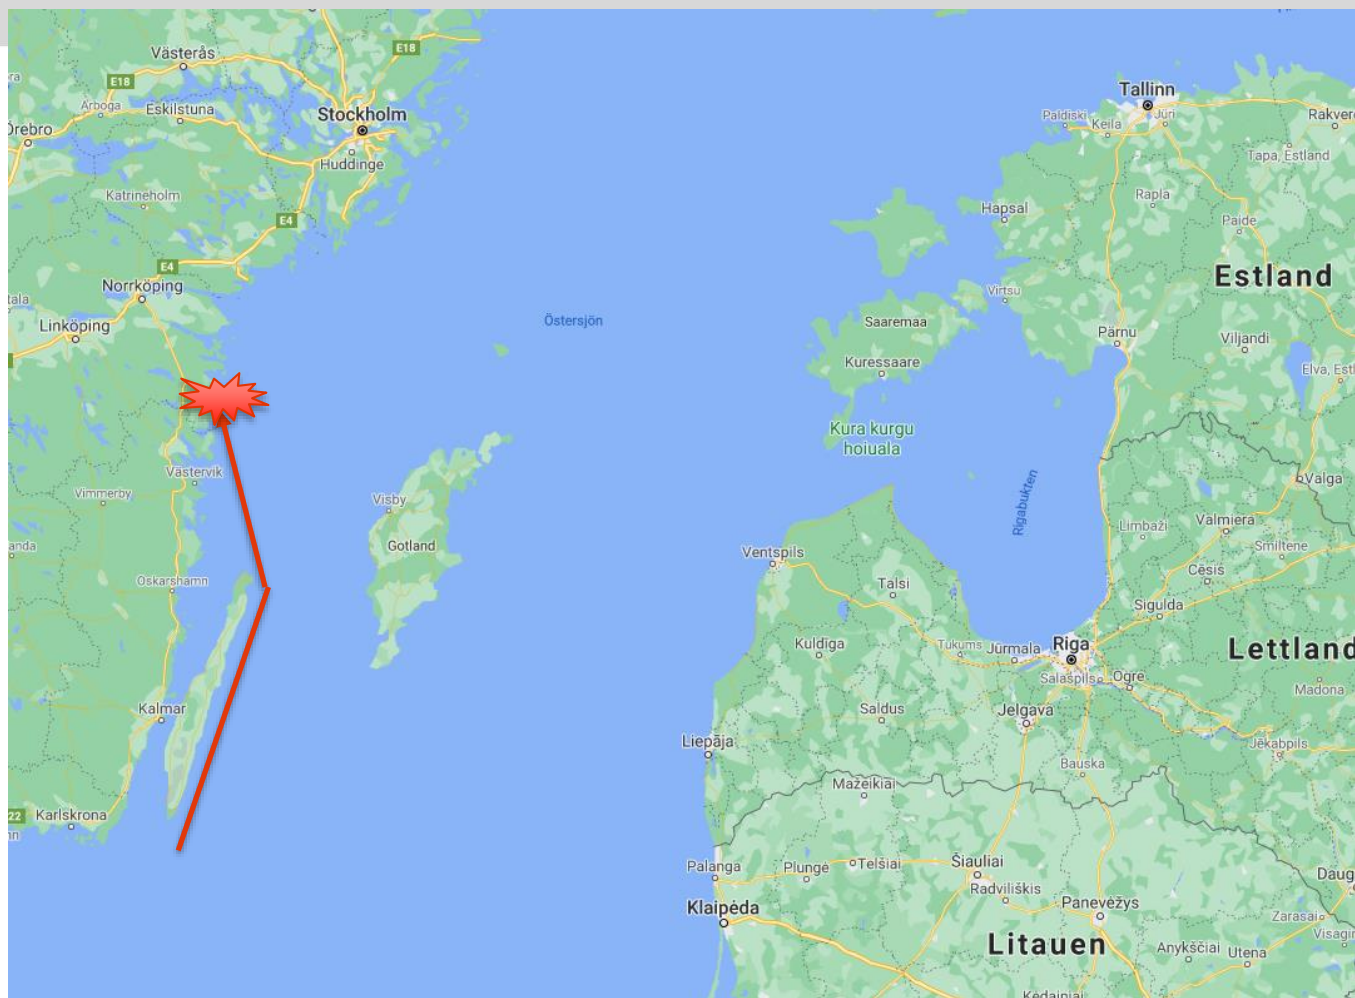 Västerås
E18
E18
Arboga
Eskilstuna
Stockholm
Örebro
Huddinge
Katrineholm
E4
E4
Norrköping
Linköping
Östersjön
Västervik
Vimmerby
Visby
Gotland
Oskarshamn
Kalmar
22
Karlskrona
Tallinn
Paldiski
Keila
Jüri
Tapa, Estland
Rapla
Hapsal
Paide
Estland
Virtsu
Saaremaa
Pärnu
Viljandi
Kuressaare
Kura kurgu
hoiuala
Rigabukten
Valga
Limbaži
Valmiera
Smiltene
Ventspils
Cēsis
Talsi
Sigulda
Kuldīga
Tukums
Jūrmala
Riga
Lettland
Salaspils
Ogre
Madona
Saldus
Jelgava
Liepāja
Jēkabpils
Bauska
Mažeikiai
Palanga
Plungė
Telšiai
Šiauliai
Radviliškis
Klaipėda
Panevėžys
Zarasai
Litauen
Anykščiai
Utena